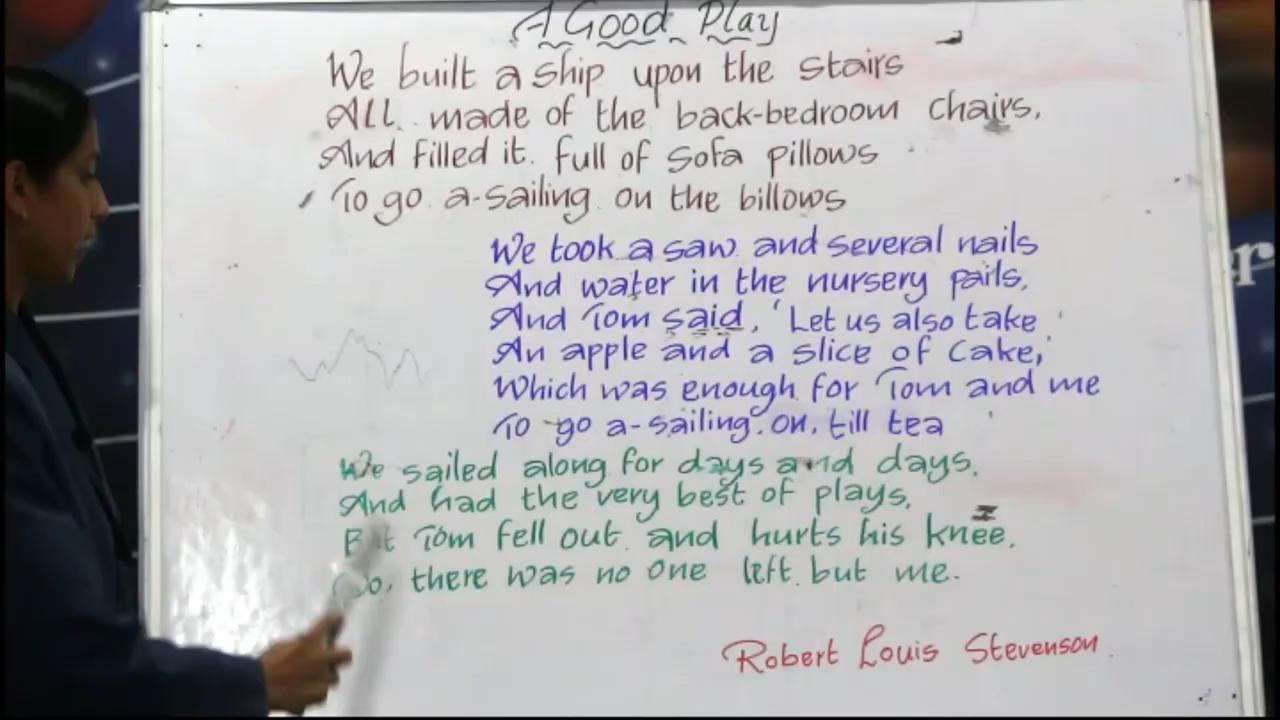 A Good Play
We built a ship upon the stairs
All made of the back-bedroom chairs,
And filled it full of sofa pillows
To go a-sailing on the billows
We took a saw and several nails
And water in the nursery pails,
And Tom said, 'Let us also take
An apple and a slice of cake,'
Which was enough for Tom and me
To go a-sailing on, till tea
We sailed along for days and days,
And had the very best of plays,
But Tom fell out and hurts his knee.
So, there was no one left but me.
Robert Louis Stevenson